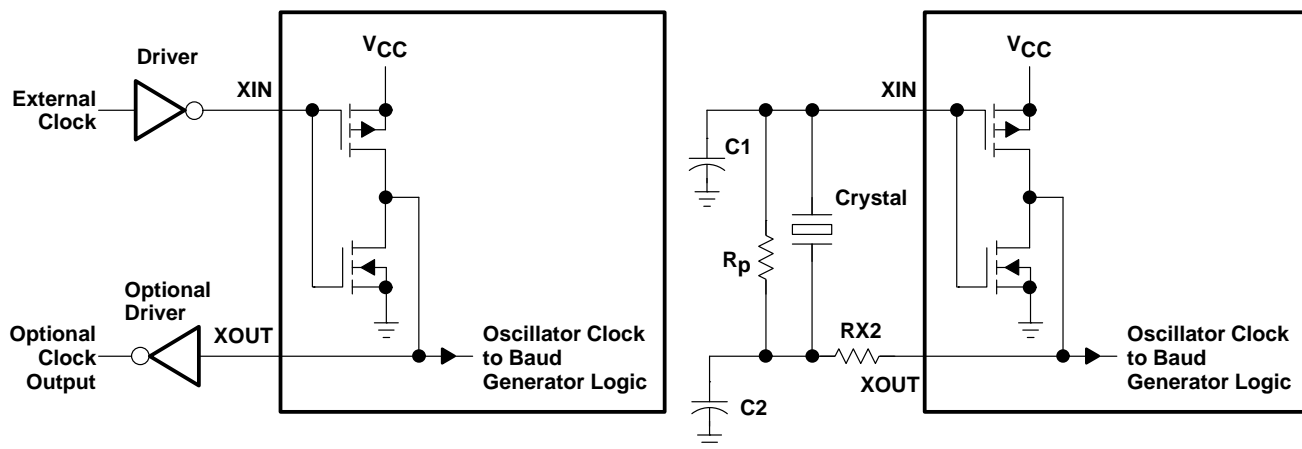 Driver
XIN
External
Clock
VCC
Optional
Driver
XOUT
Optional
Clock
Output
Oscillator Clock
to Baud
Generator Logic
XIN
VCC
C1
Crystal
Rp
RX2
XOUT
C2
Oscillator Clock
to Baud
Generator Logic